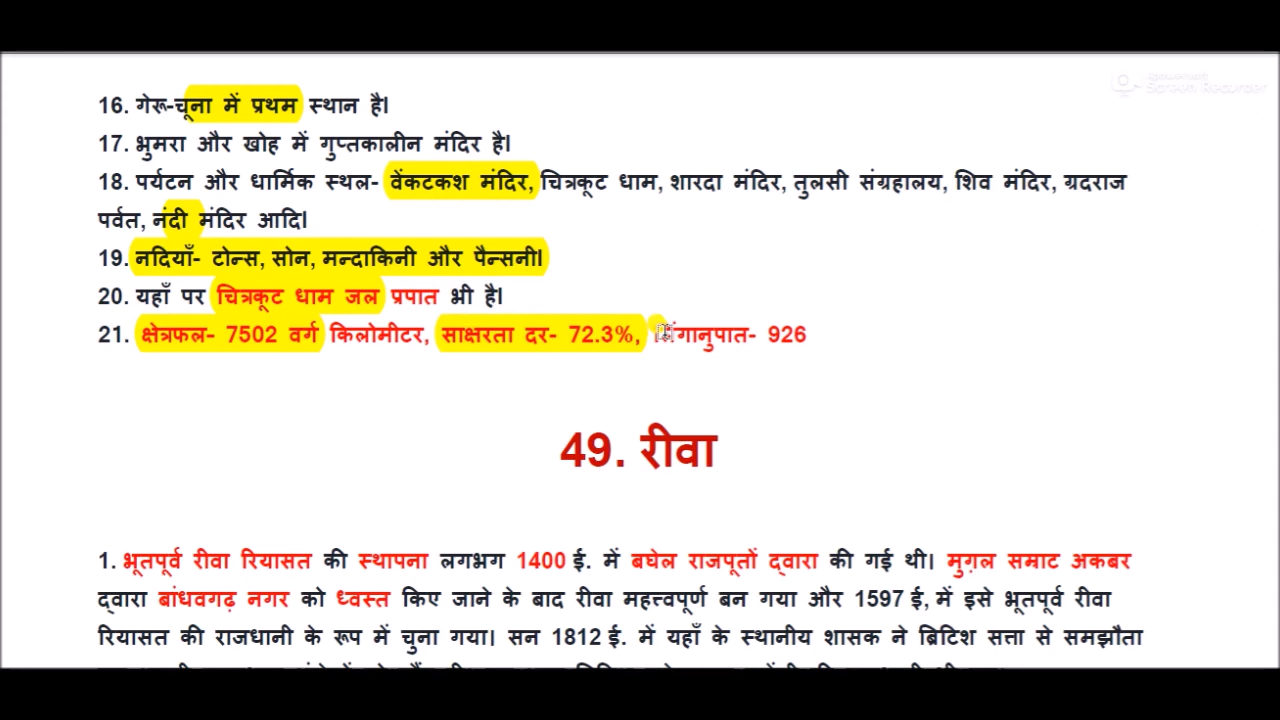 16. गेरू-चूना में प्रथम स्थान है।
17. भुमरा और खोह में गुप्तकालीन मंदिर है।
18. पर्यटन और धार्मिक स्थल- वेंकटकश मंदिर, चित्रकूट धाम, शारदा मंदिर, तुलसी संग्रहालय, शिव मंदिर, ग्रदराज
पर्वत, नंदी मंदिर आदि।
19. नदियाँ- टोन्स, सोन, मन्दाकिनी और पैन्सनी।
20. यहाँ पर चित्रकूट धाम जल प्रपात भी है।
21. क्षेत्रफल- 7502 वर्ग किलोमीटर, साक्षरता दर- 72.3%, लिंगानुपात- 926
49. रीवा
1. भूतपूर्व रीवा रियासत की स्थापना लगभग 1400 ई. में बघेल राजपूतों द्वारा की गई थी। मुग़ल सम्राट अकबर
द्वारा बांधवगढ़ नगर को ध्वस्त किए जाने के बाद रीवा महत्त्वपूर्ण बन गया और 1597 ई, में इसे भूतपूर्व रीवा
रियासत की राजधानी के रूप में चुना गया। सन 1812 ई. में यहाँ के स्थानीय शासक ने ब्रिटिश सत्ता से समझौता
Screen Recorder